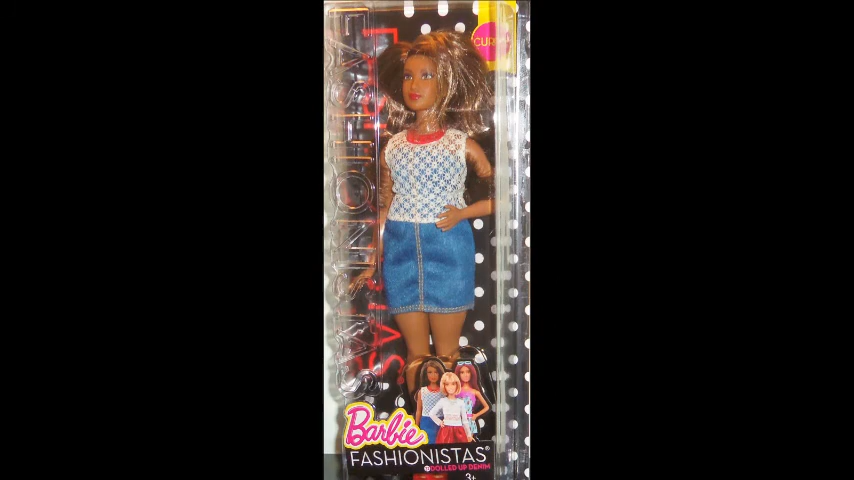 CURVY
FASHIONISTAS
Barbie
FASHIONISTAS®
DOLLED UP DENIM
3+